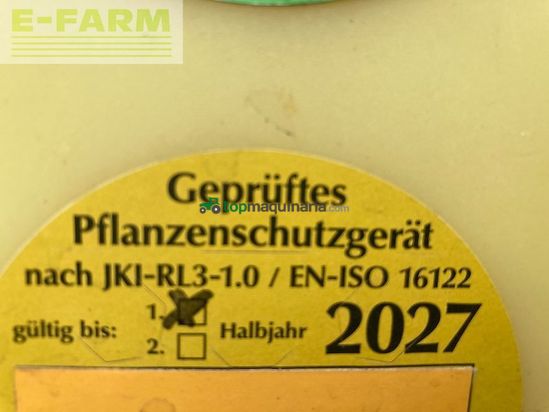 E-FARM
Geprüftes
topmaquinaria.com
Pflanzenschutzgerät
nach JKI-RL3-1.0 / EN-ISO 16122
gültig bis: 1. Halbjahr 2027
2.